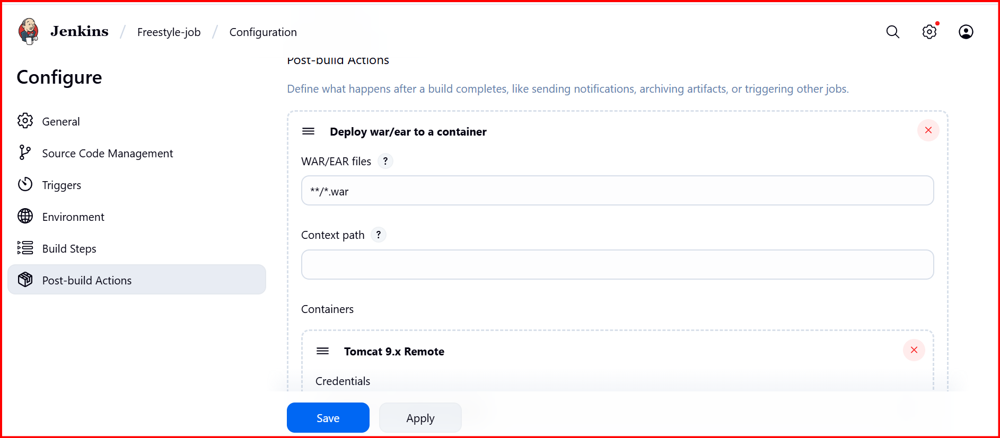 Jenkins / Freestyle-job / Configuration
Configure
General
Source Code Management
Triggers
Environment
Build Steps
Post-build Actions
Post-build Actions
Define what happens after a build completes, like sending notifications, archiving artifacts, or triggering other jobs.
Deploy war/ear to a container
WAR/EAR files ?
**/*.war
Context path ?
Containers
Tomcat 9.x Remote
Credentials
Save Apply